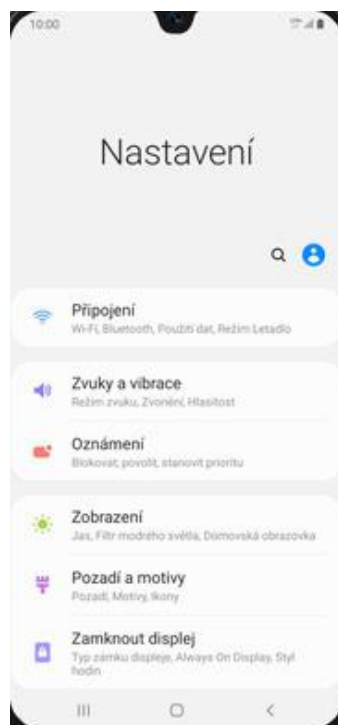 10:00
Nastavení
Připojení
Wi-Fi, Bluetooth, Použití dat, Režim Letadlo
Zvuky a vibrace
Režim zvuku, Zvonění, Hlasitost
Oznámení
Blokovat, povolit, stanovit prioritu
Zobrazení
Jas, Filtr modrého světla, Domovská obrazovka
Pozadí a motivy
Pozadí, Motivy, Ikony
Zamknout displej
Typ zámku displeje, Always On Display, Styl
hodin